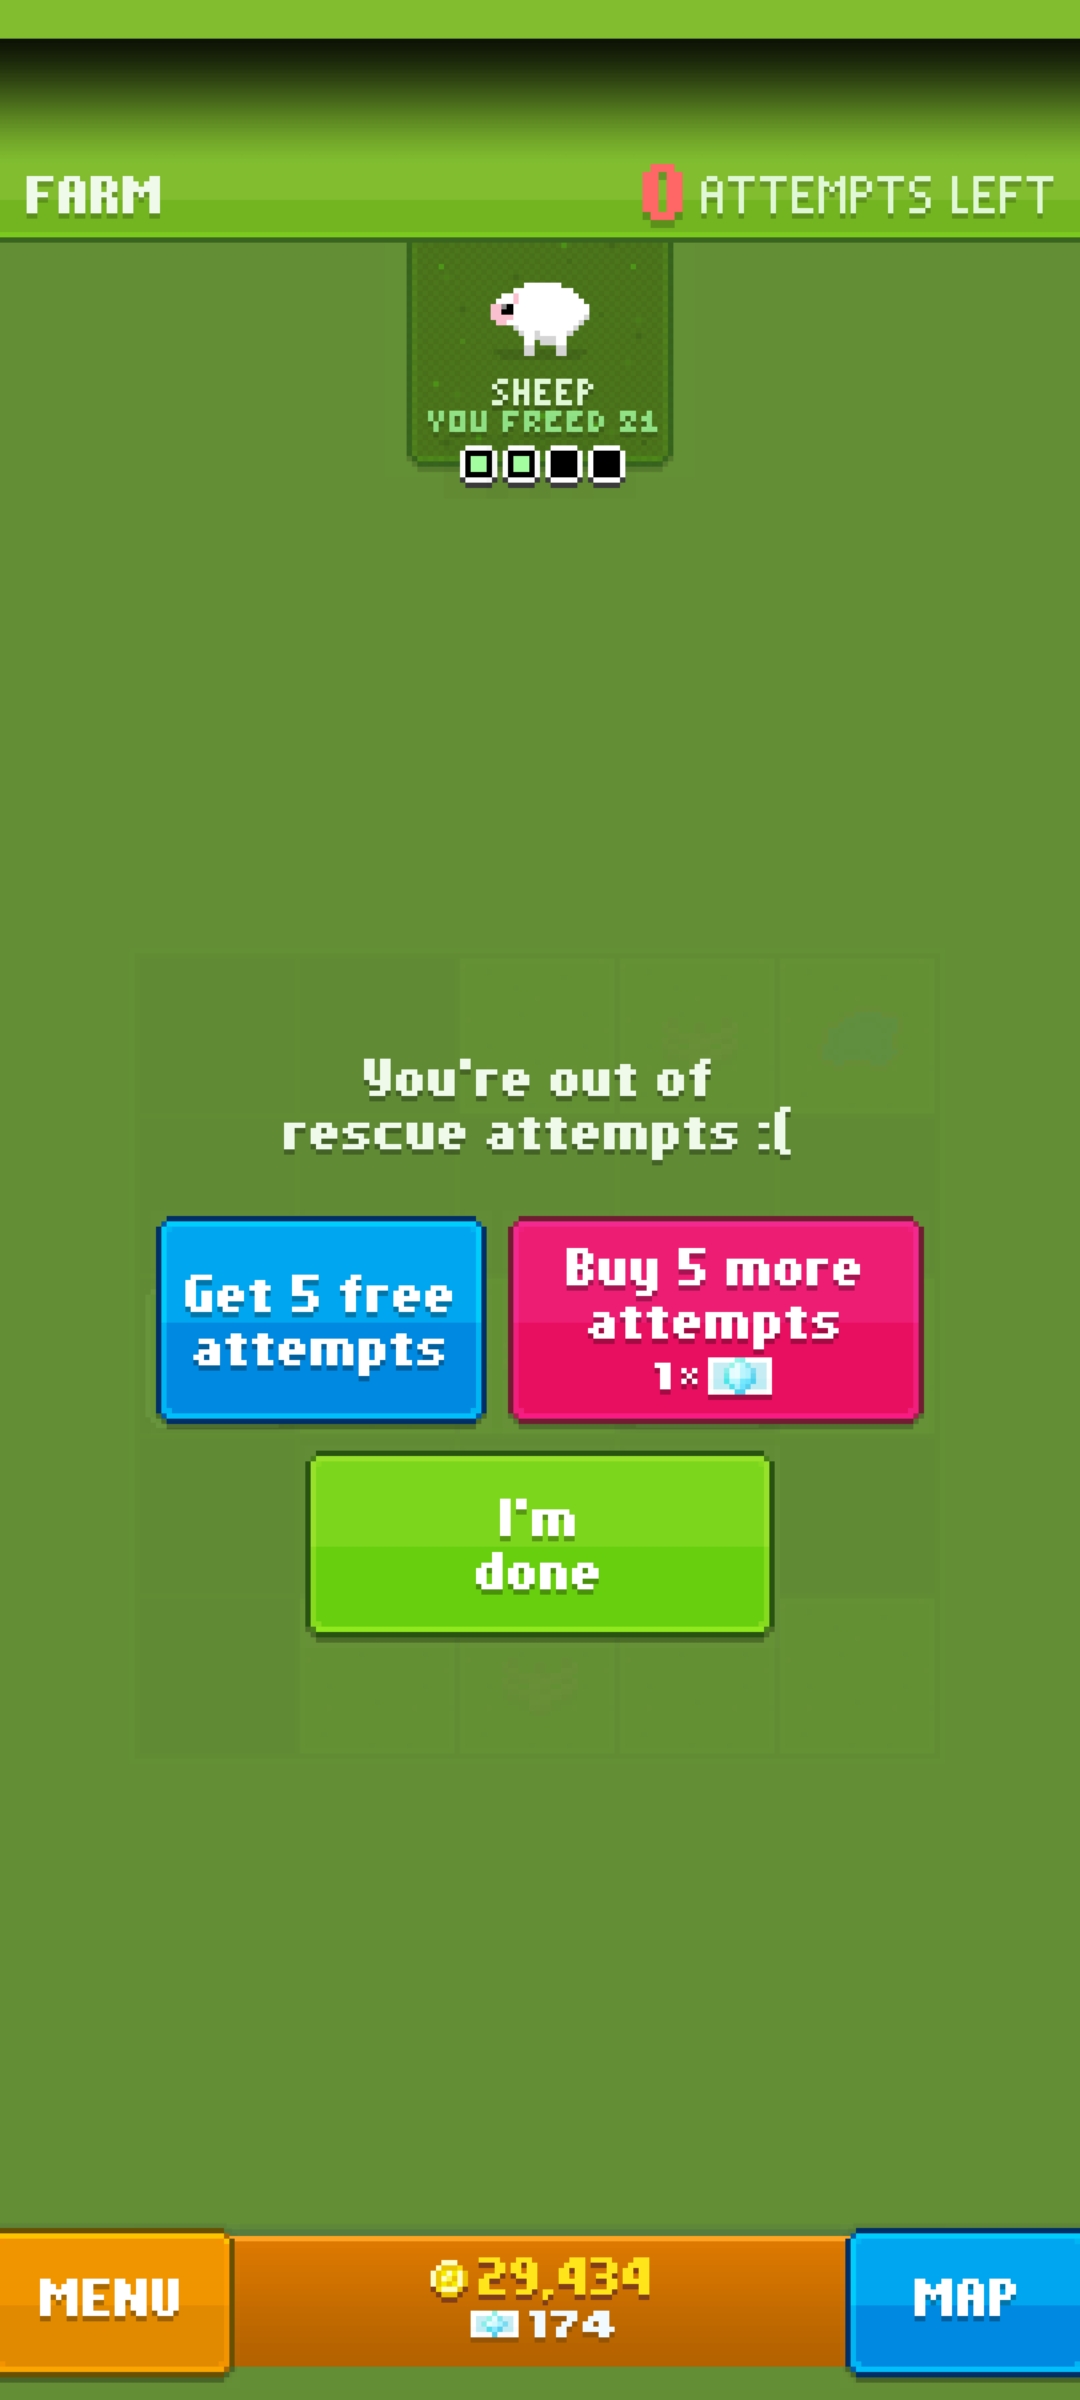 FARM
0 ATTEMPTS LEFT
SHEEP
YOU FREED 21
You're out of
rescue attempts :(
Get 5 free
attempts
Buy 5 more
attempts
1×
I'm
done
MENU
29,434
174
MAP